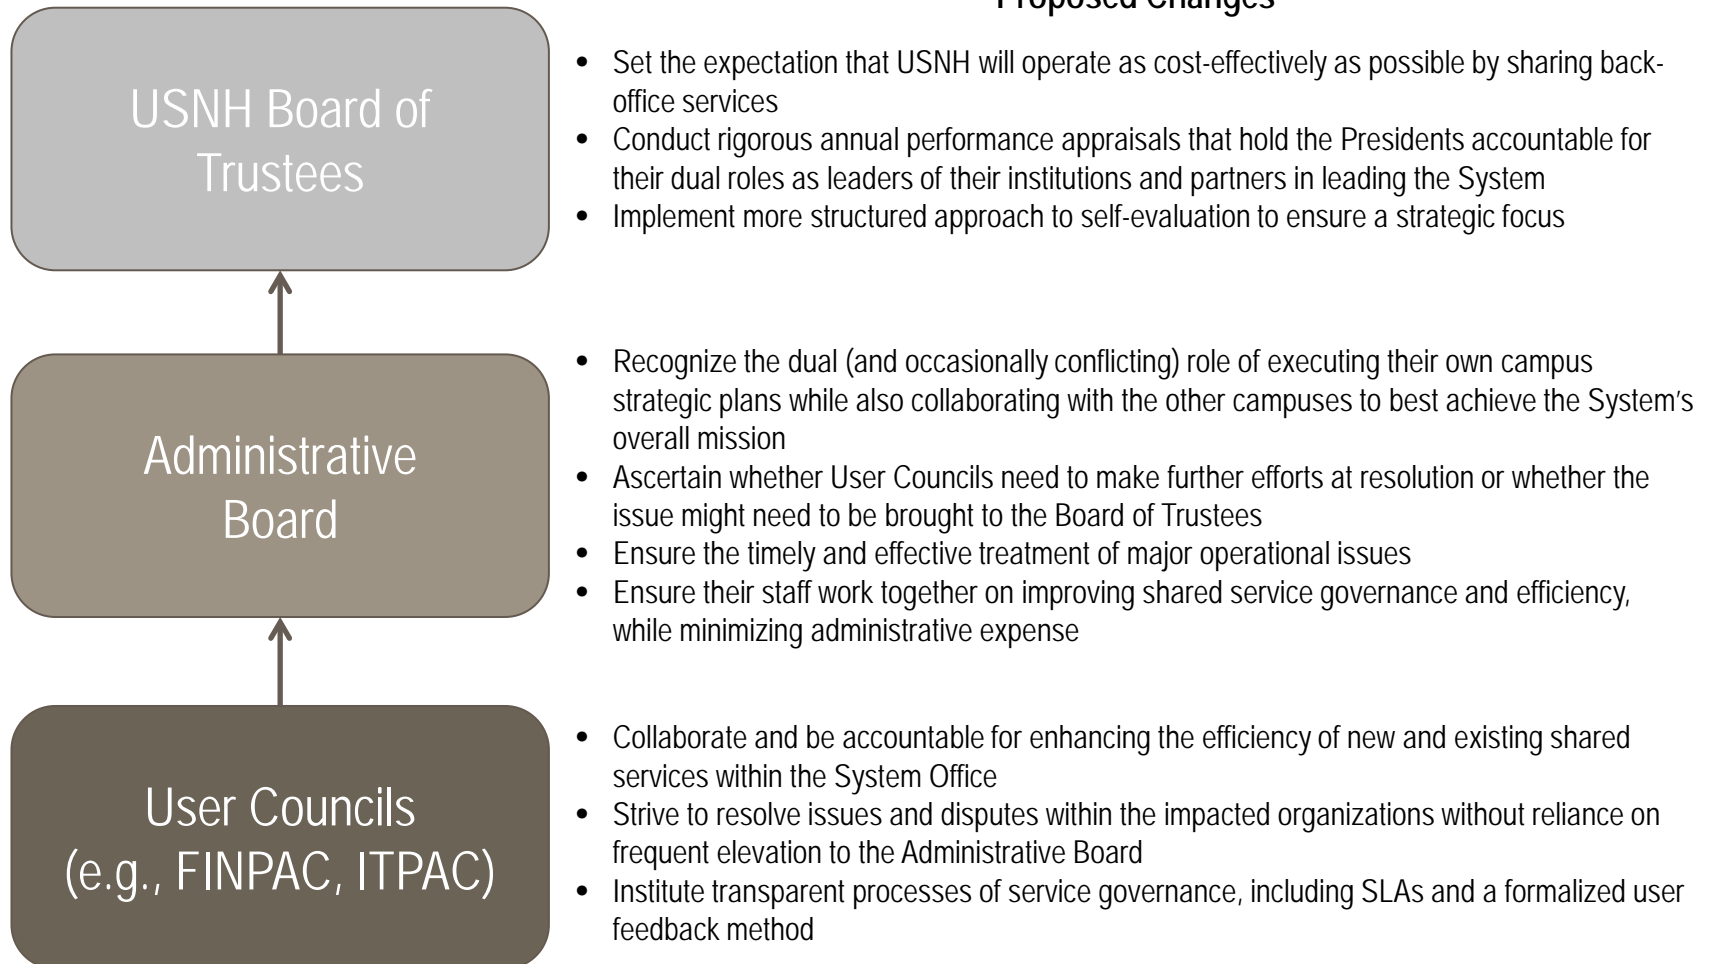 Proposed Changes
USNH Board of
Trustees
• Set the expectation that USNH will operate as cost-effectively as possible by sharing back-
office services
• Conduct rigorous annual performance appraisals that hold the Presidents accountable for
their dual roles as leaders of their institutions and partners in leading the System
• Implement more structured approach to self-evaluation to ensure a strategic focus
Administrative
Board
• Recognize the dual (and occasionally conflicting) role of executing their own campus
strategic plans while also collaborating with the other campuses to best achieve the System's
overall mission
• Ascertain whether User Councils need to make further efforts at resolution or whether the
issue might need to be brought to the Board of Trustees
• Ensure the timely and effective treatment of major operational issues
• Ensure their staff work together on improving shared service governance and efficiency,
while minimizing administrative expense
User Councils
(e.g., FINPAC, ITPAC)
• Collaborate and be accountable for enhancing the efficiency of new and existing shared
services within the System Office
• Strive to resolve issues and disputes within the impacted organizations without reliance on
frequent elevation to the Administrative Board
• Institute transparent processes of service governance, including SLAs and a formalized user
feedback method